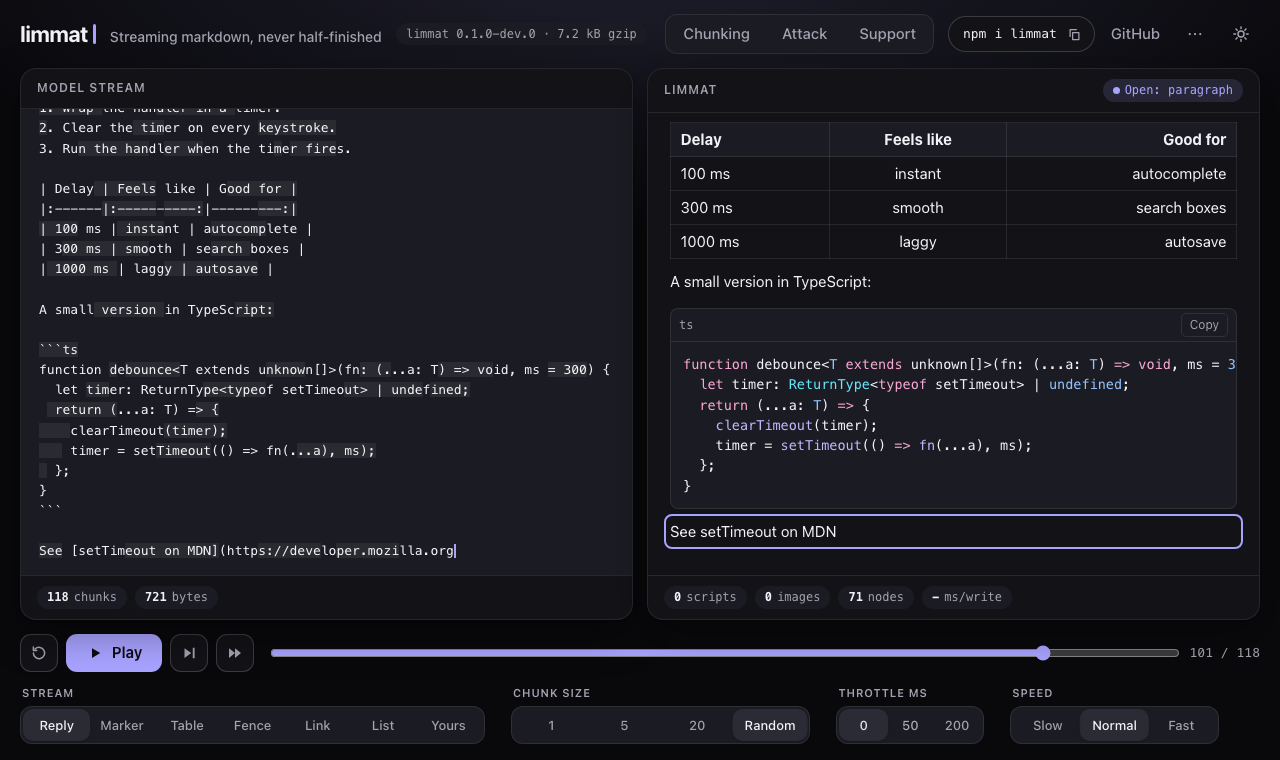 limmat
Streaming markdown, never half-finished
limmat 0.1.0-dev.0 · 7.2 kB gzip
Chunking
Attack
Support
npm i limmat
GitHub
MODEL STREAM
1. Wrap the handler in a timer.
2. Clear the timer on every keystroke.
3. Run the handler when the timer fires.
| Delay | Feels like | Good for |
|:------|:----------:|---------:|
| 100 ms | instant | autocomplete |
| 300 ms | smooth | search boxes |
| 1000 ms | laggy | autosave |
A small version in TypeScript:
```ts
function debounce<T extends unknown[]>(fn: (...a: T) => void, ms = 300) {
  let timer: ReturnType<typeof setTimeout> | undefined;
  return (...a: T) => {
    clearTimeout(timer);
    timer = setTimeout(() => fn(...a), ms);
  };
}
```
See [setTimeout on MDN](https://developer.mozilla.org
118 chunks
721 bytes
LIMMAT
Open: paragraph
Delay Feels like Good for
100 ms instant autocomplete
300 ms smooth search boxes
1000 ms laggy autosave
A small version in TypeScript:
ts
Copy
function debounce<T extends unknown[]>(fn: (...a: T) => void, ms = 3
  let timer: ReturnType<typeof setTimeout> | undefined;
  return (...a: T) => {
    clearTimeout(timer);
    timer = setTimeout(() => fn(...a), ms);
  };
}
See setTimeout on MDN
0 scripts
0 images
71 nodes
– ms/write
Play
101 / 118
STREAM
Reply
Marker
Table
Fence
Link
List
Yours
CHUNK SIZE
1
5
20
Random
THROTTLE MS
0
50
200
SPEED
Slow
Normal
Fast